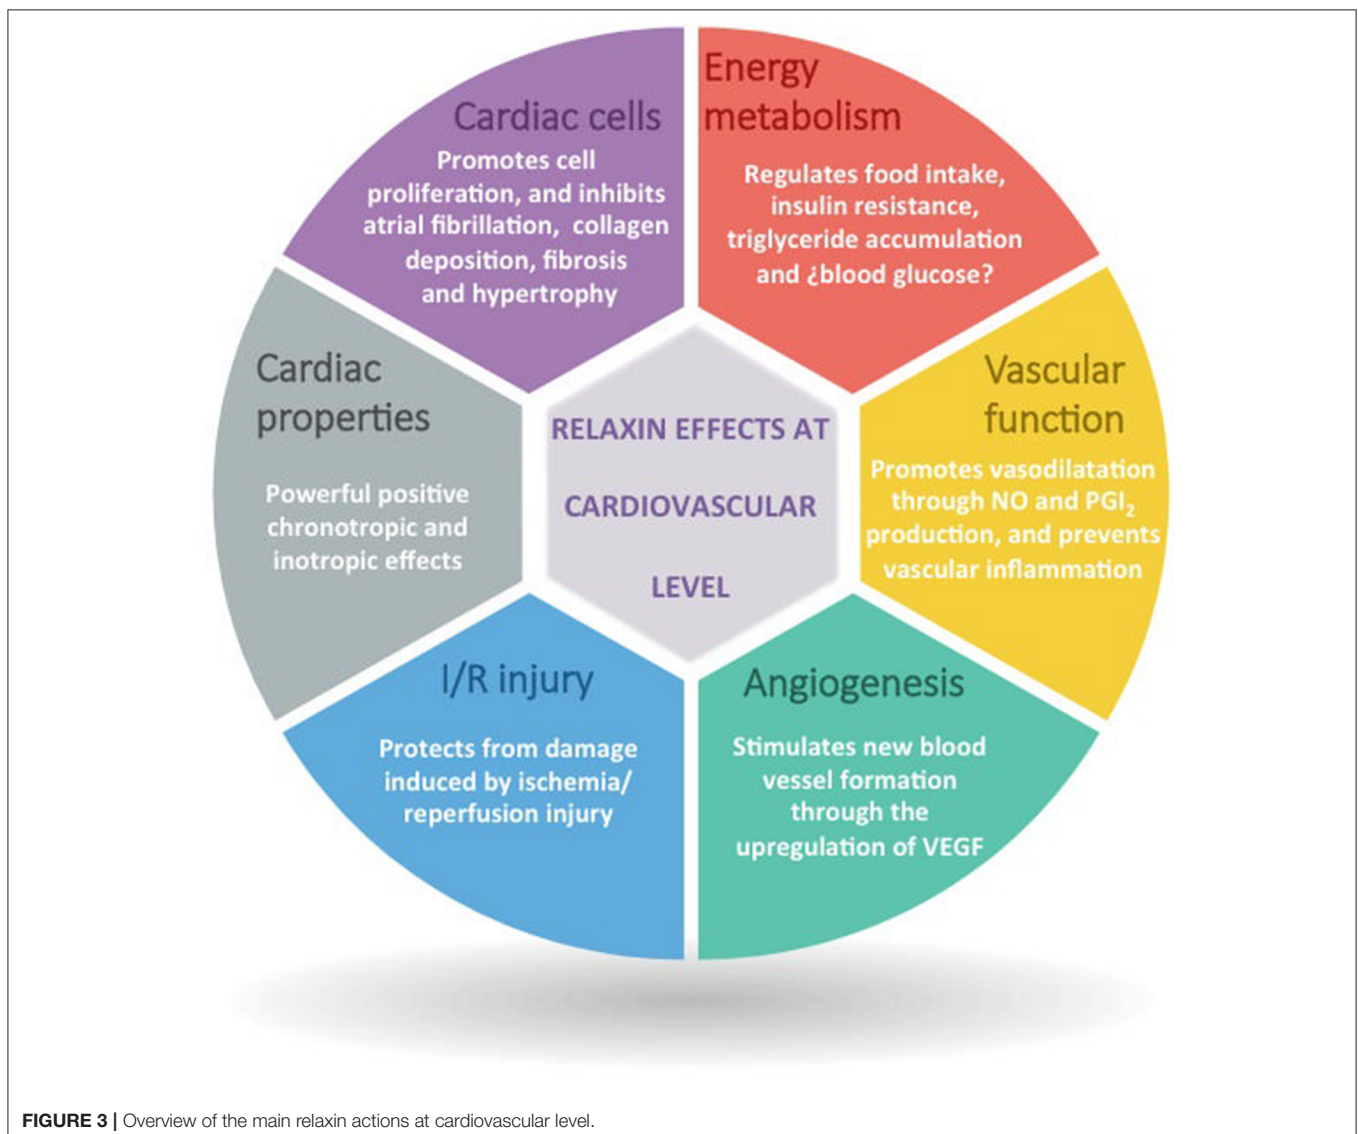 Cardiac cells
Promotes cell
proliferation, and inhibits
atrial fibrillation, collagen
deposition, fibrosis
and hypertrophy
Energy
metabolism
Regulates food intake,
insulin resistance,
triglyceride accumulation
and ¿blood glucose?
Cardiac
properties
Powerful positive
chronotropic and
inotropic effects
RELAXIN EFFECTS AT
CARDIOVASCULAR
LEVEL
Vascular
function
Promotes vasodilatation
through NO and PGI₂
production, and prevents
vascular inflammation
I/R injury
Protects from damage
induced by ischemia/
reperfusion injury
Angiogenesis
Stimulates new blood
vessel formation
through the
upregulation of VEGF
FIGURE 3 | Overview of the main relaxin actions at cardiovascular level.